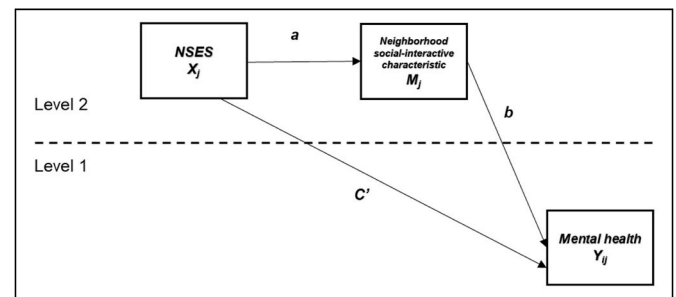 NSES
Xj
a
Neighborhood
social-interactive
characteristic
Mj
Level 2
b
Level 1
C'
Mental health
Yij